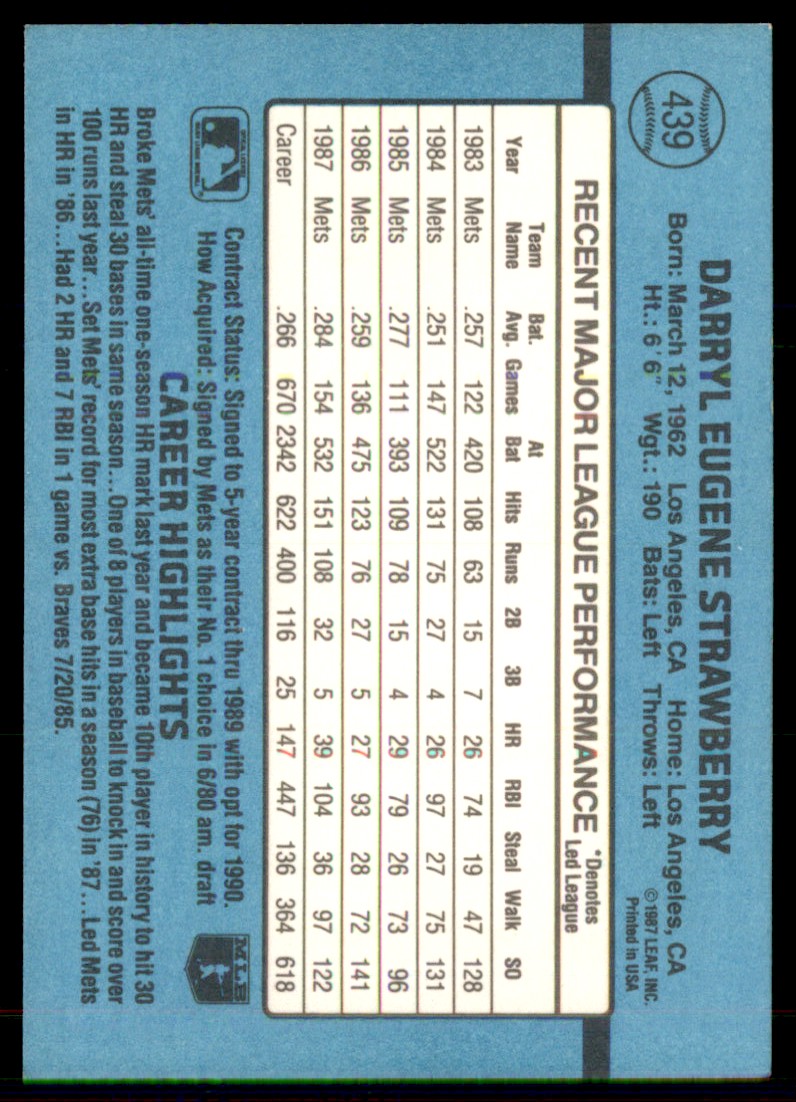 439
DARRYL EUGENE STRAWBERRY
Born: March 12, 1962 Los Angeles, CA Home: Los Angeles, CA
Ht.: 6' 6" Wgt.: 190 Bats: Left Throws: Left
©1987 LEAF, INC.
Printed in USA
RECENT MAJOR LEAGUE PERFORMANCE *Denotes Led League
Year Team Name Bat. Avg. Games At Bat Hits Runs 2B 3B HR RBI Steal Walk SO
1983 Mets .257 122 420 108 63 15 7 26 74 19 47 128
1984 Mets .251 147 522 131 75 27 4 26 97 27 75 131
1985 Mets .277 111 393 109 78 15 4 29 79 26 73 96
1986 Mets .259 136 475 123 76 27 5 27 93 28 72 141
1987 Mets .284 154 532 151 108 32 5 39 104 36 97 122
Career .266 670 2342 622 400 116 25 147 447 136 364 618
Contract Status: Signed to 5-year contract thru 1989 with opt for 1990.
How Acquired: Signed by Mets as their No. 1 choice in 6/80 am. draft
MLB
CAREER HIGHLIGHTS
Broke Mets' all-time one-season HR mark last year and became 10th player in history to hit 30
HR and steal 30 bases in same season...One of 8 players in baseball to knock in and score over
100 runs last year...Set Mets' record for most extra base hits in a season (76) in '87...Led Mets
in HR in '86...Had 2 HR and 7 RBI in 1 game vs. Braves 7/20/85.